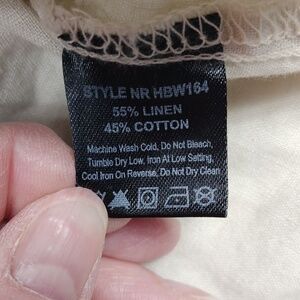 STYLE NR HBW164
55% LINEN
45% COTTON
Machine Wash Cold, Do Not Bleach,
Tumble Dry Low, Iron At Low Setting,
Cool Iron On Reverse, Do Not Dry Clean